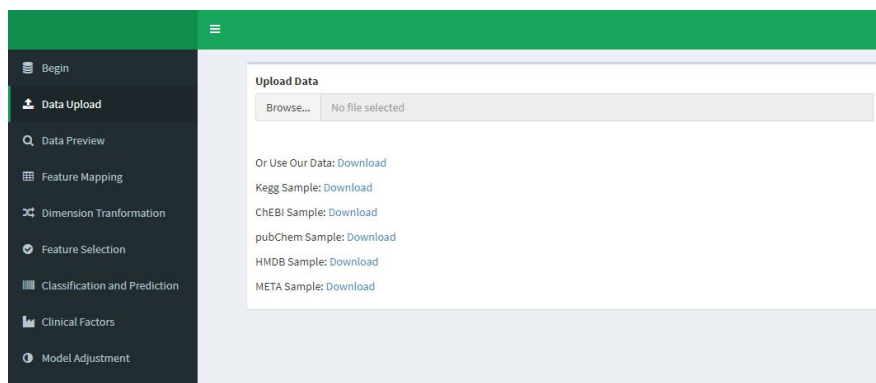 Begin
Data Upload
Data Preview
Feature Mapping
Dimension Tranformation
Feature Selection
Classification and Prediction
Clinical Factors
Model Adjustment
Upload Data
Browse... No file selected
Or Use Our Data: Download
Kegg Sample: Download
ChEBI Sample: Download
pubChem Sample: Download
HMDB Sample: Download
META Sample: Download